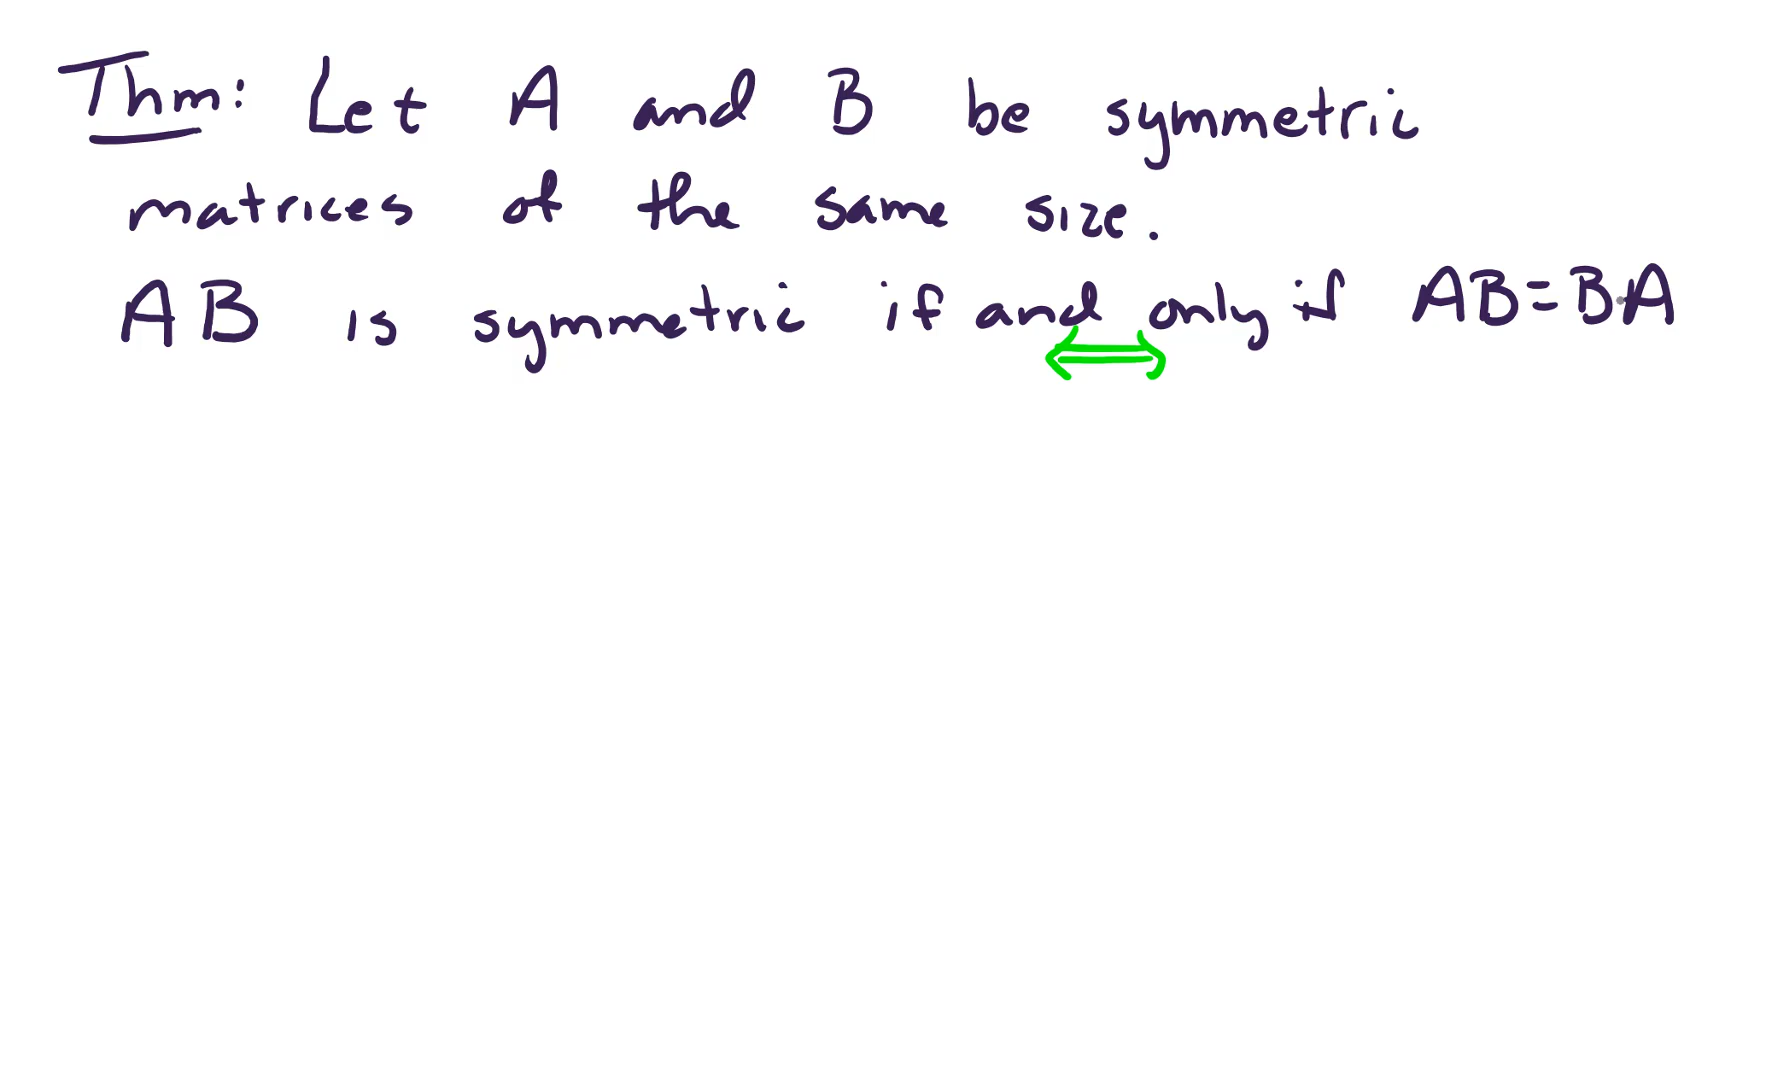 Thm: Let A and B be symmetric
matrices of the same size.
AB is symmetric if and only if AB=BA
⟺